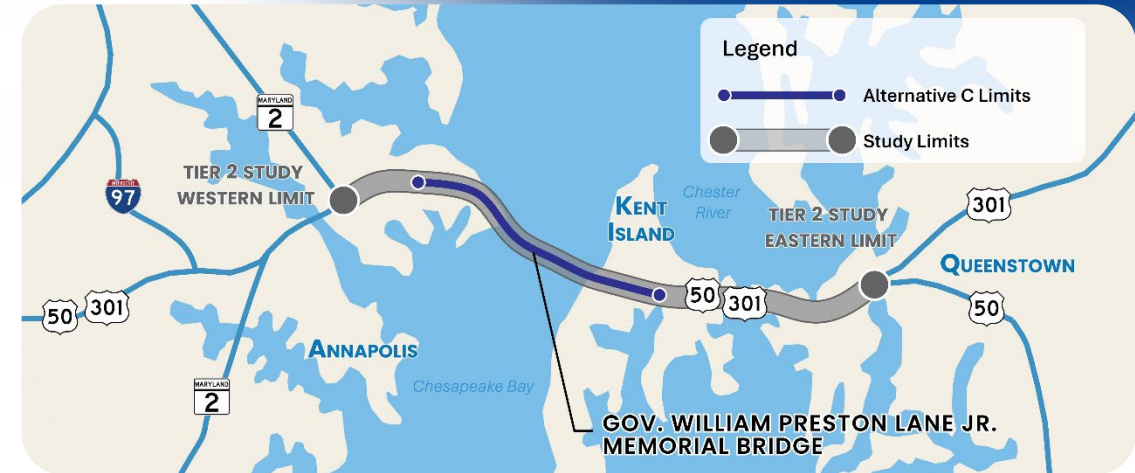 Legend
Alternative C Limits
Study Limits
MARYLAND
2
TIER 2 STUDY
WESTERN LIMIT
INTERSTATE
97
Chester
River
KENT
ISLAND
TIER 2 STUDY
EASTERN LIMIT
301
QUEENSTOWN
50
301
50
301
50
ANNAPOLIS
MARYLAND
2
Chesapeake Bay
GOV. WILLIAM PRESTON LANE JR.
MEMORIAL BRIDGE